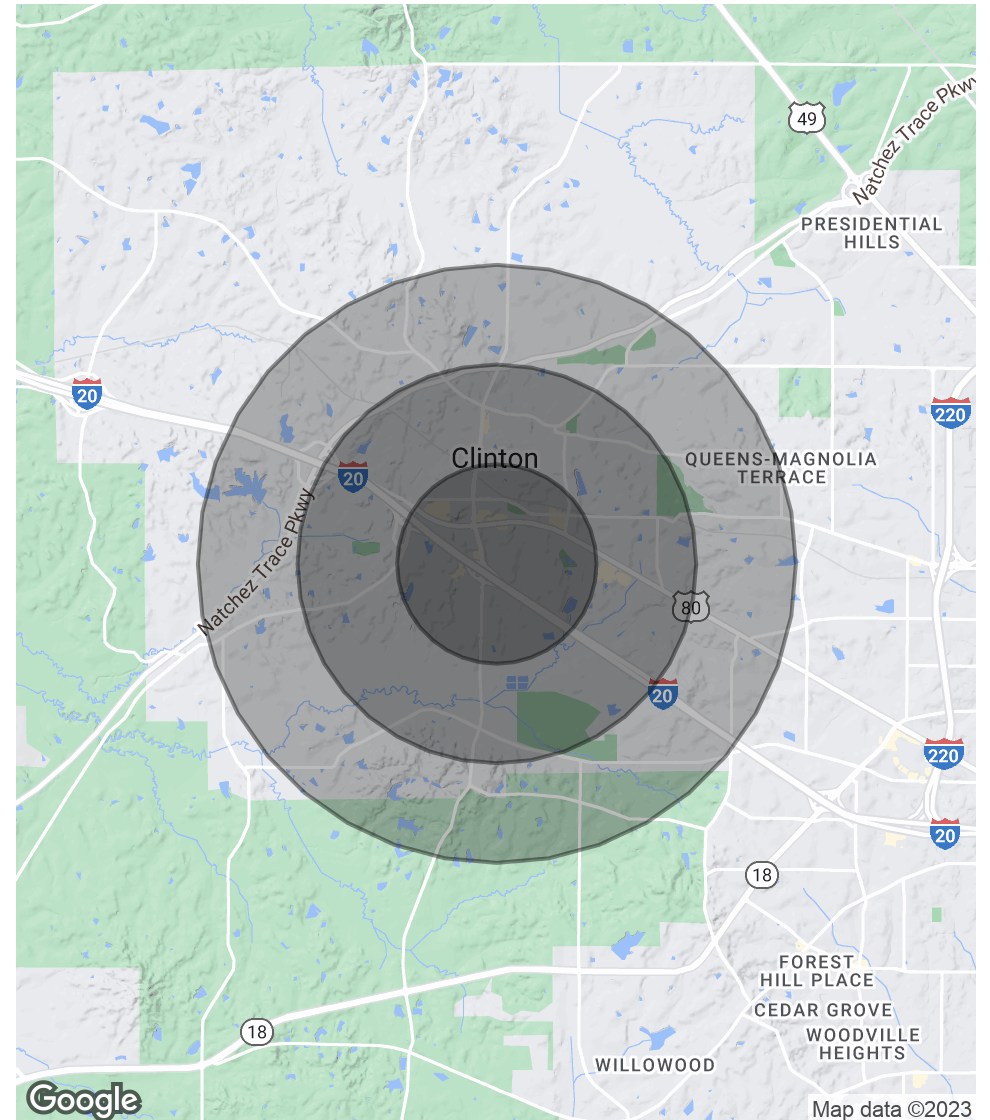 49
Natchez Trace Pkwy
PRESIDENTIAL
HILLS
20
220
Clinton
QUEENS-MAGNOLIA
TERRACE
20
Natchez Trace Pkwy
80
20
220
20
18
FOREST
HILL PLACE
CEDAR GROVE
18
WOODVILLE
HEIGHTS
WILLOWOOD
Google
Map data ©2023